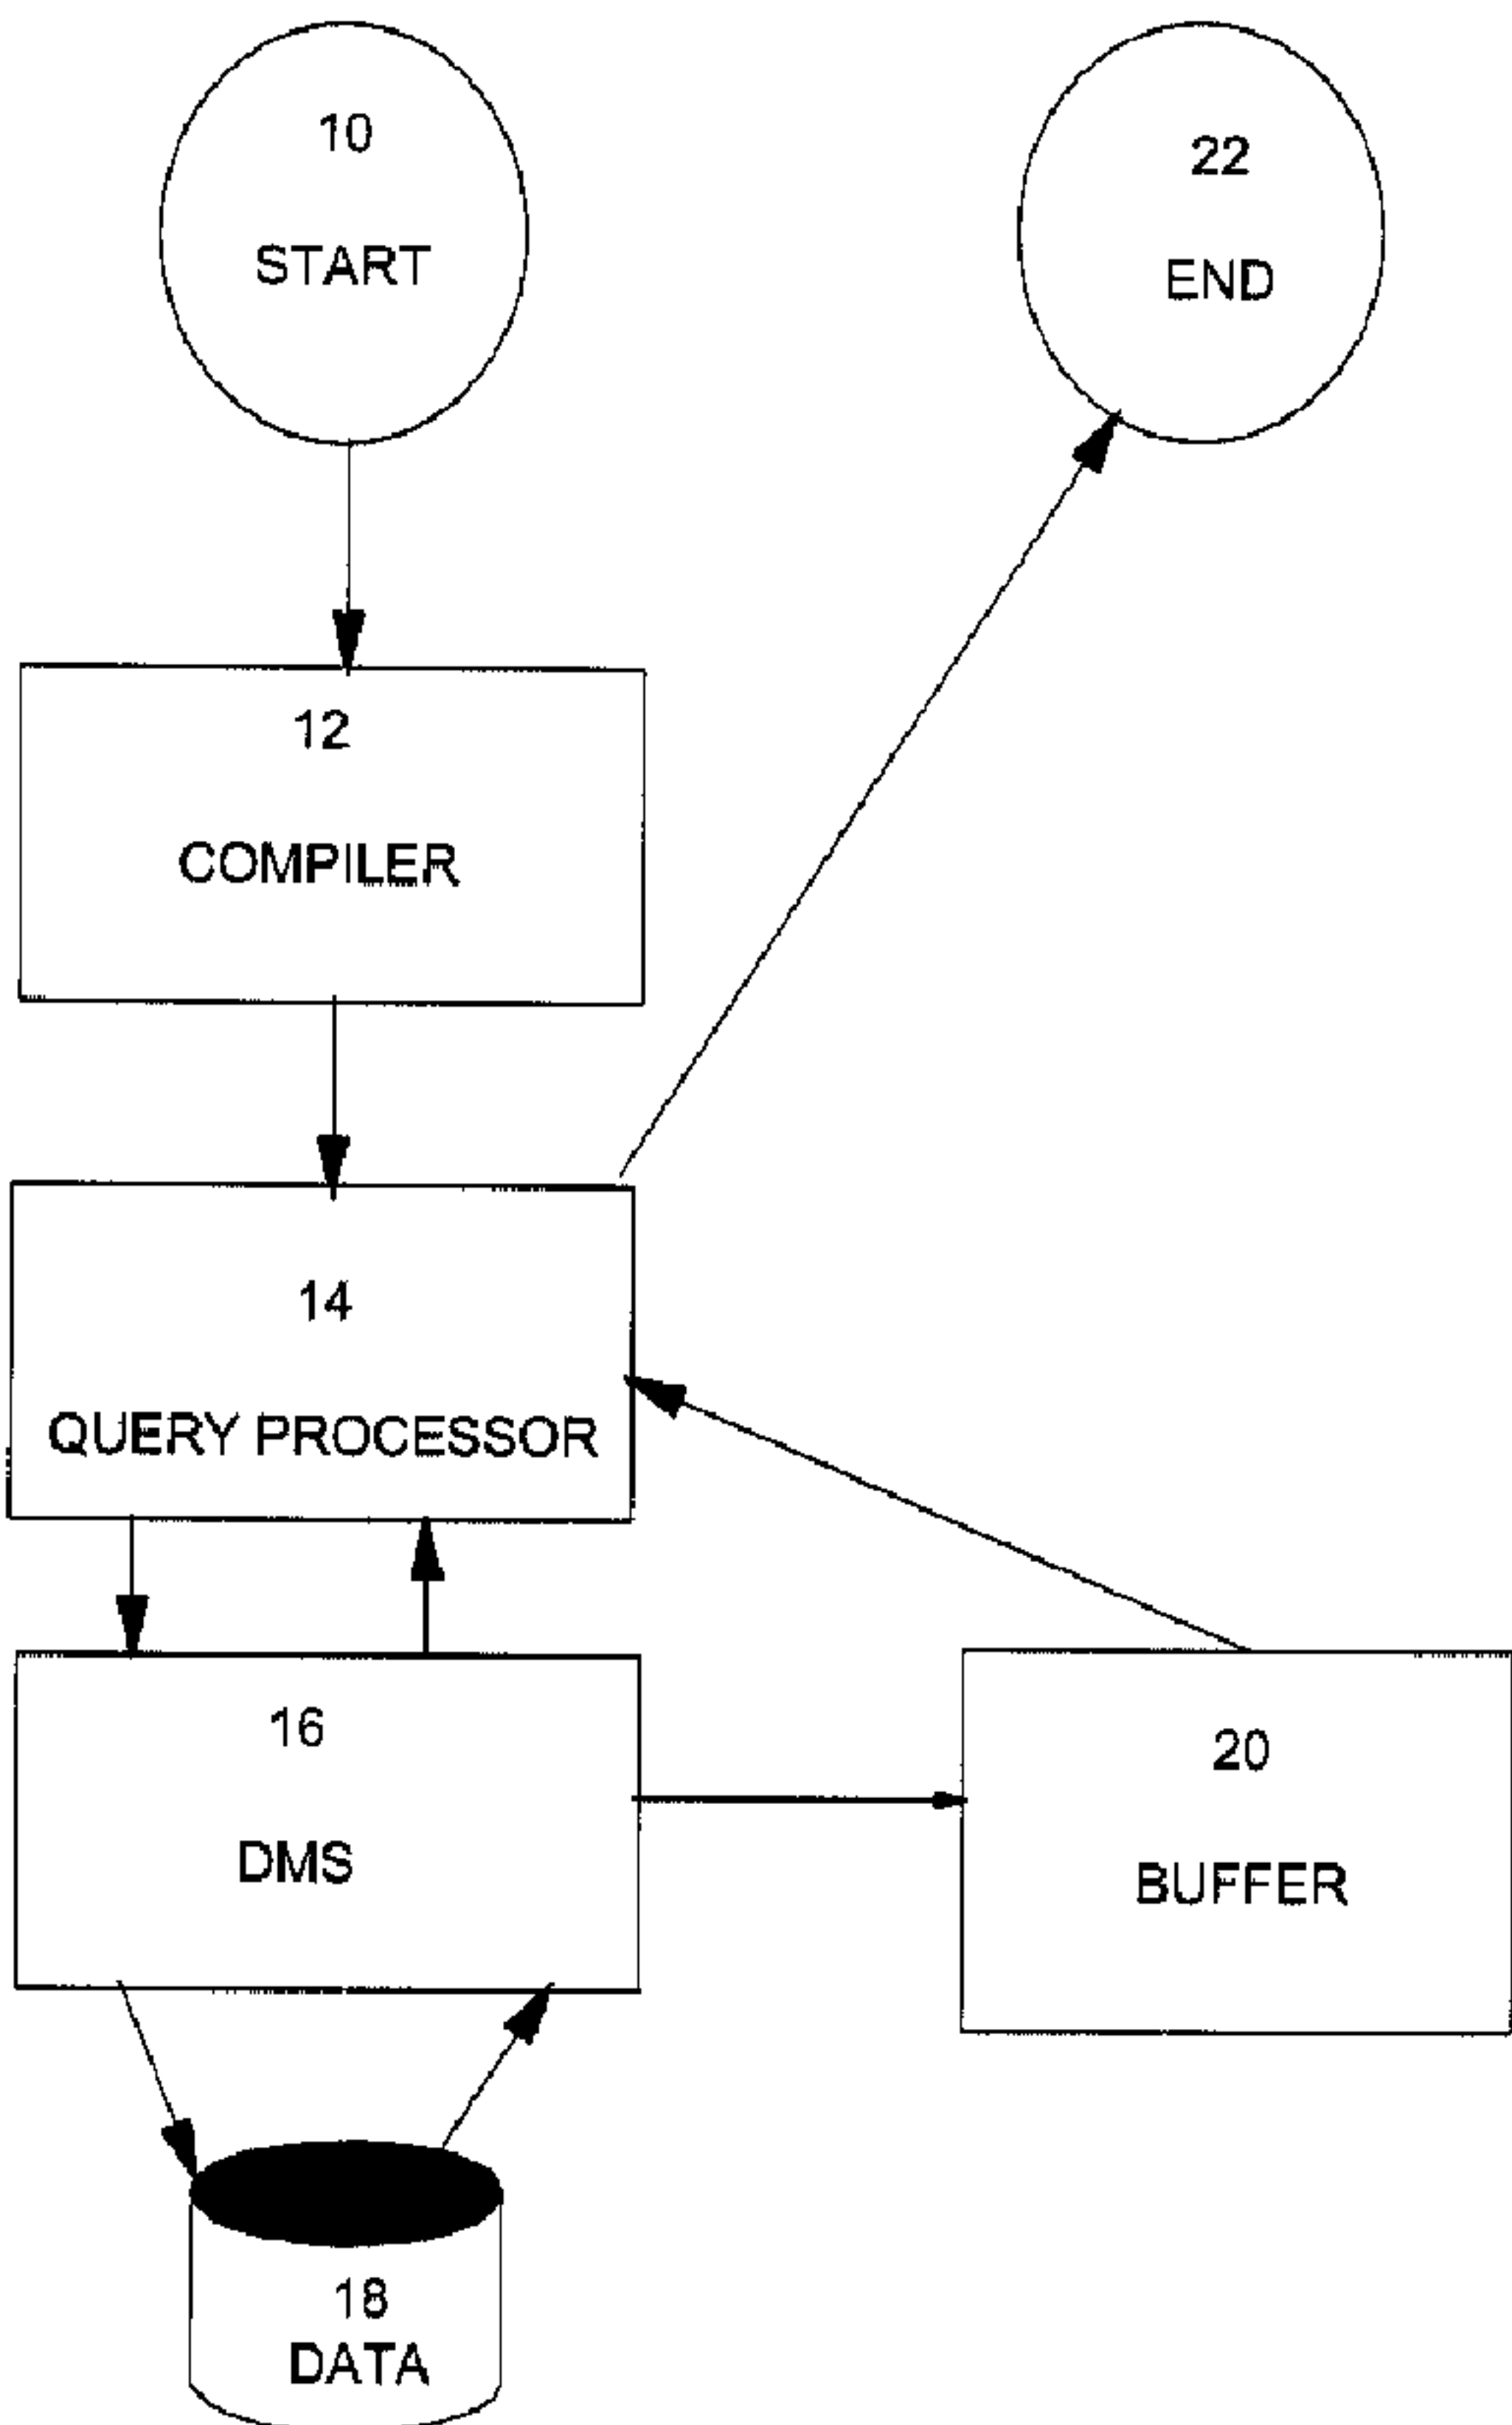 10
START
22
END
12
COMPILER
14
QUERY PROCESSOR
16
DMS
20
BUFFER
18
DATA